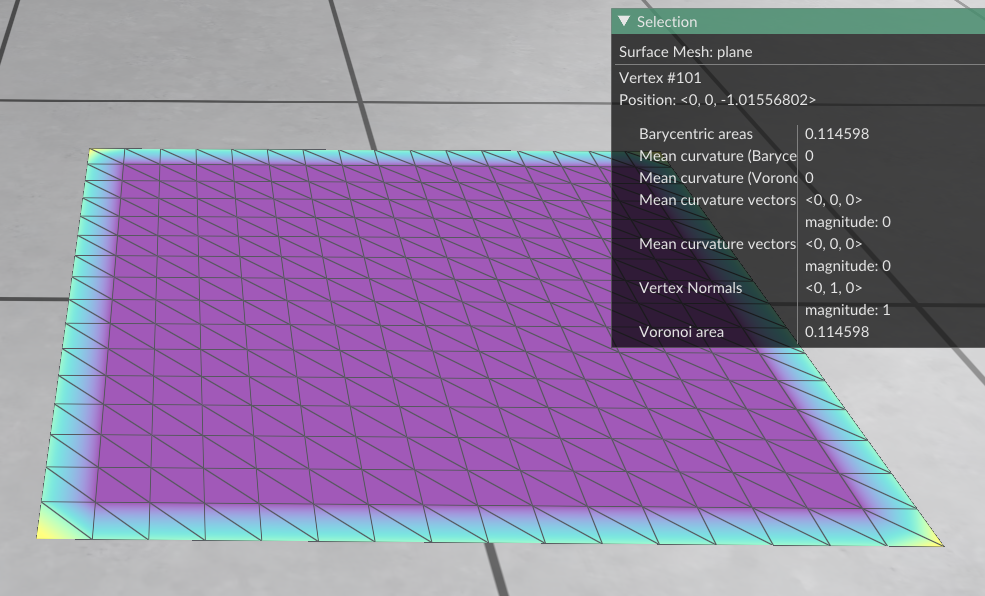 Selection
Surface Mesh: plane
Vertex #101
Position: <0, 0, -1.01556802>
Barycentric areas 0.114598
Mean curvature (Baryce 0
Mean curvature (Vorono 0
Mean curvature vectors <0, 0, 0>
magnitude: 0
Mean curvature vectors <0, 0, 0>
magnitude: 0
Vertex Normals <0, 1, 0>
magnitude: 1
Voronoi area 0.114598